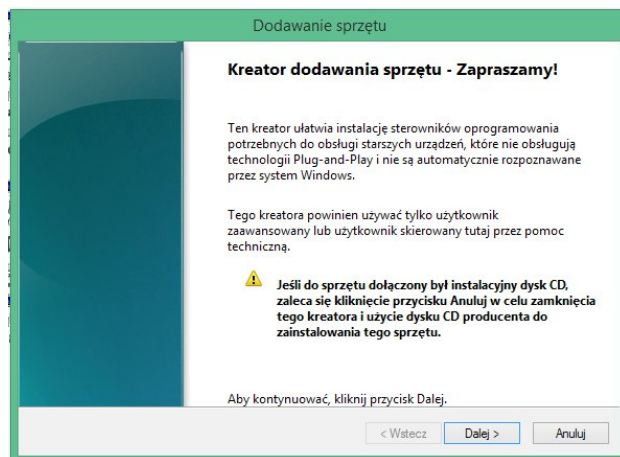 Dodawanie sprzętu
Kreator dodawania sprzętu - Zapraszamy!
Ten kreator ułatwia instalację sterowników oprogramowania
potrzebnych do obsługi starszych urządzeń, które nie obsługują
technologii Plug-and-Play i nie są automatycznie rozpoznawane
przez system Windows.
Tego kreatora powinien używać tylko użytkownik
zaawansowany lub użytkownik skierowany tutaj przez pomoc
techniczną.
Jeśli do sprzętu dołączony był instalacyjny dysk CD,
zaleca się kliknięcie przycisku Anuluj w celu zamknięcia
tego kreatora i użycie dysku CD producenta do
zainstalowania tego sprzętu.
Aby kontynuować, kliknij przycisk Dalej.
< Wstecz Dalej > Anuluj